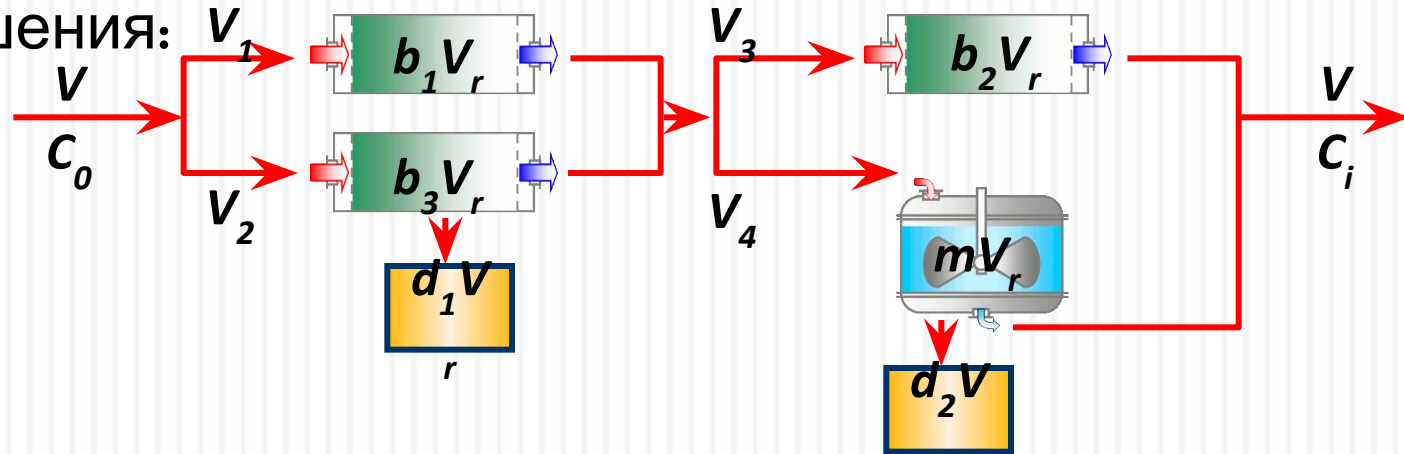 шения:
V
C0
V1
V2
b1Vr
b3Vr
d1V
r
V3
V4
b2Vr
mVr
d2V
V
Ci